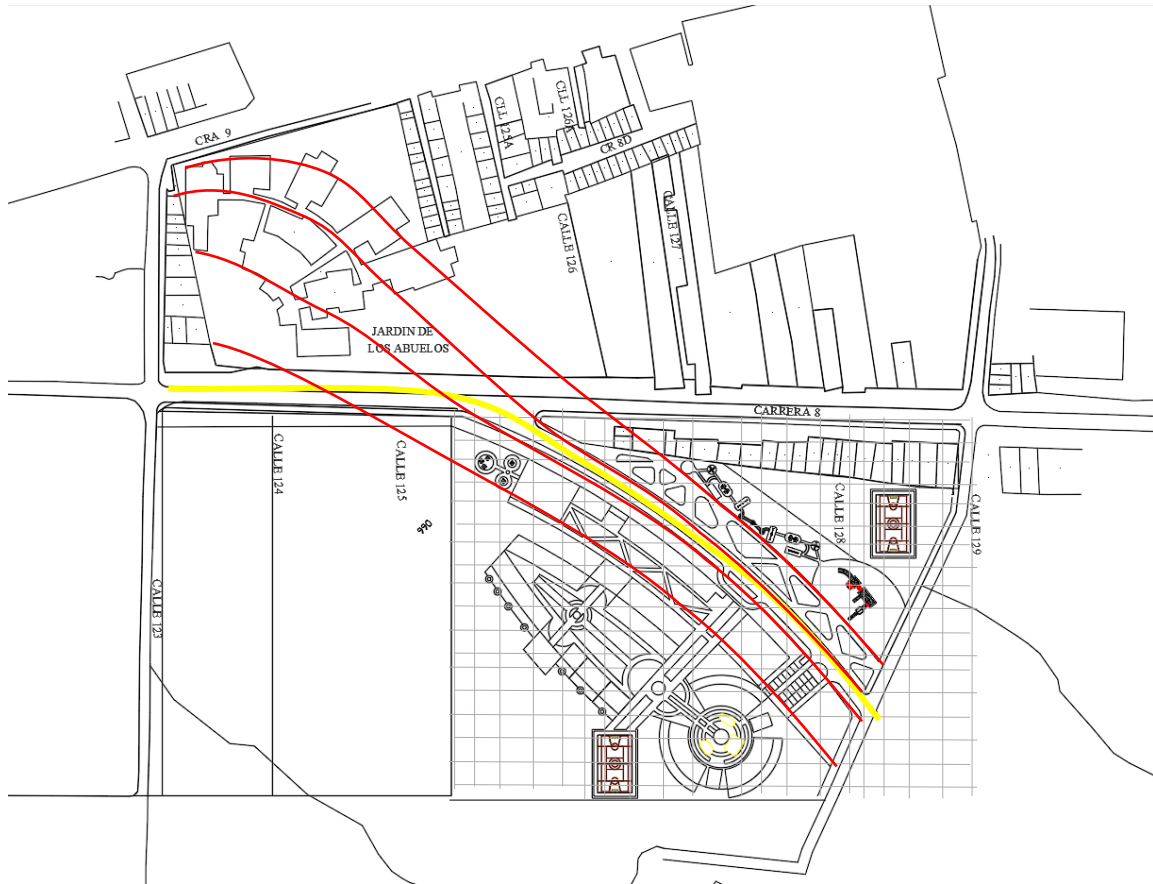 CRA 9
CLL 125A
CLL 126A
CR 8D
CALLE 126
CALLE 127
JARDIN DE
LOS ABUELOS
CARRERA 8
CALLE 124
CALLE 125
990
CALLE 128
CALLE 129
CALLE 123